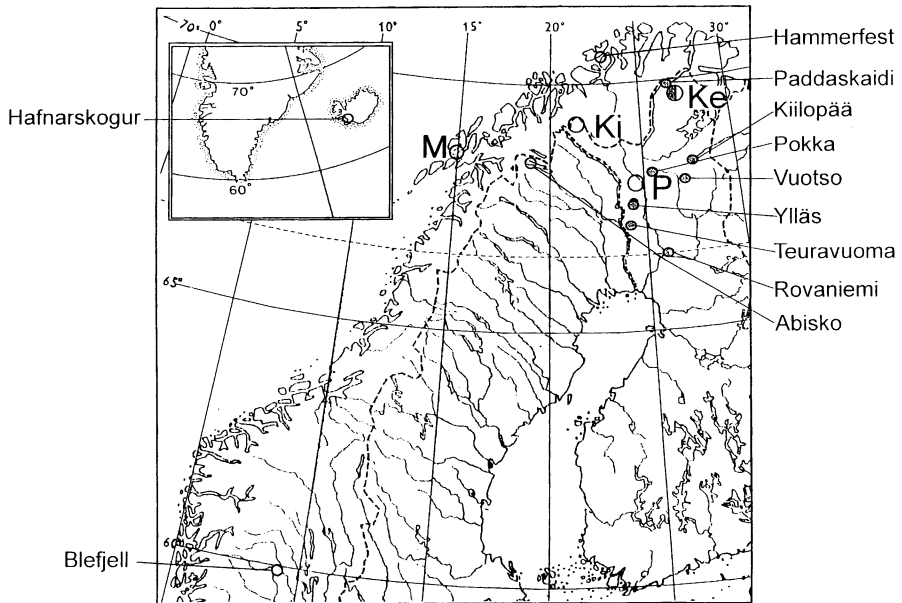 70° 0° 5° 10° 15° 20° 25° 30°
Hammerfest
Paddaskaidi
Ke
Kiilopää
70°
Hafnarskogur
Ki
M
Pokka
Vuotso
P
60°
Ylläs
Teuravuoma
65°
Rovaniemi
Abisko
60°
Blefjell